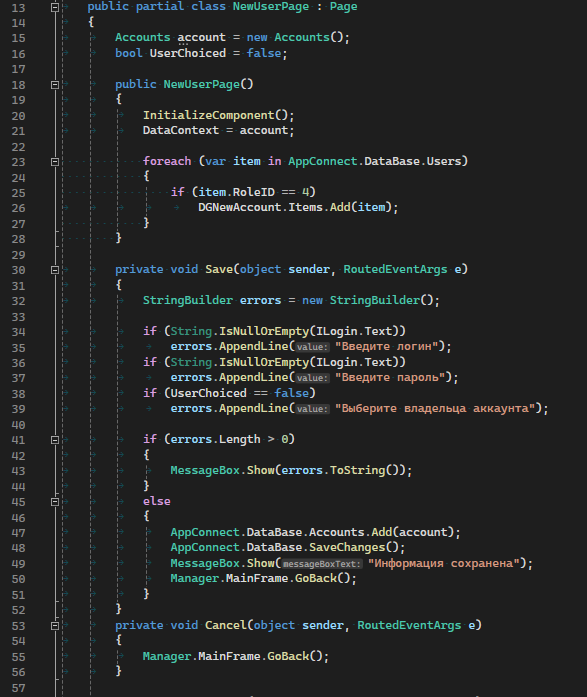 13 public partial class NewUserPage : Page
14 {
15 Accounts account = new Accounts();
16 bool UserChoiced = false;
17
18 public NewUserPage()
19 {
20 InitializeComponent();
21 DataContext = account;
22
23 foreach (var item in AppConnect.DataBase.Users)
24 {
25 if (item.RoleID == 4)
26 DGNewAccount.Items.Add(item);
27 }
28 }
29
30 private void Save(object sender, RoutedEventArgs e)
31 {
32 StringBuilder errors = new StringBuilder();
33
34 if (String.IsNullOrEmpty(ILogin.Text))
35 errors.AppendLine(value: "Введите логин");
36 if (String.IsNullOrEmpty(ILogin.Text))
37 errors.AppendLine(value: "Введите пароль");
38 if (UserChoiced == false)
39 errors.AppendLine(value: "Выберите владельца аккаунта");
40
41 if (errors.Length > 0)
42 {
43 MessageBox.Show(errors.ToString());
44 }
45 else
46 {
47 AppConnect.DataBase.Accounts.Add(account);
48 AppConnect.DataBase.SaveChanges();
49 MessageBox.Show(messageBoxText: "Информация сохранена");
50 Manager.MainFrame.GoBack();
51 }
52 }
53 private void Cancel(object sender, RoutedEventArgs e)
54 {
55 Manager.MainFrame.GoBack();
56 }
57